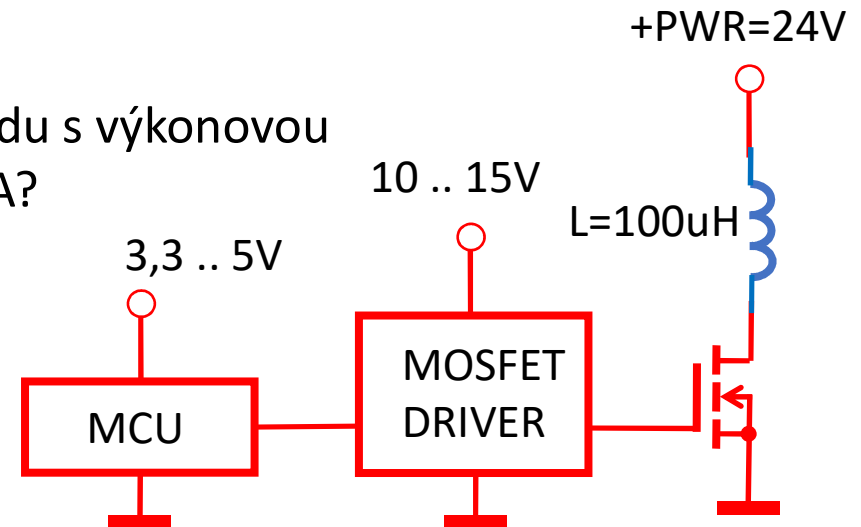 +PWR=24V
du s výkonovou
A?
10 .. 15V
L=100uH
3,3 .. 5V
MOSFET
DRIVER
MCU